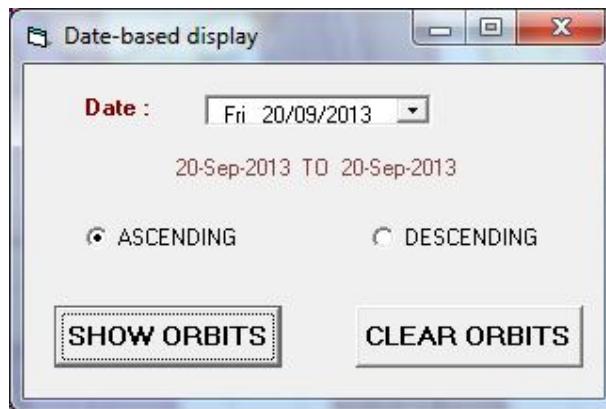 Date-based display
Date : Fri 20/09/2013
20-Sep-2013 TO 20-Sep-2013
ASCENDING DESCENDING
SHOW ORBITS CLEAR ORBITS